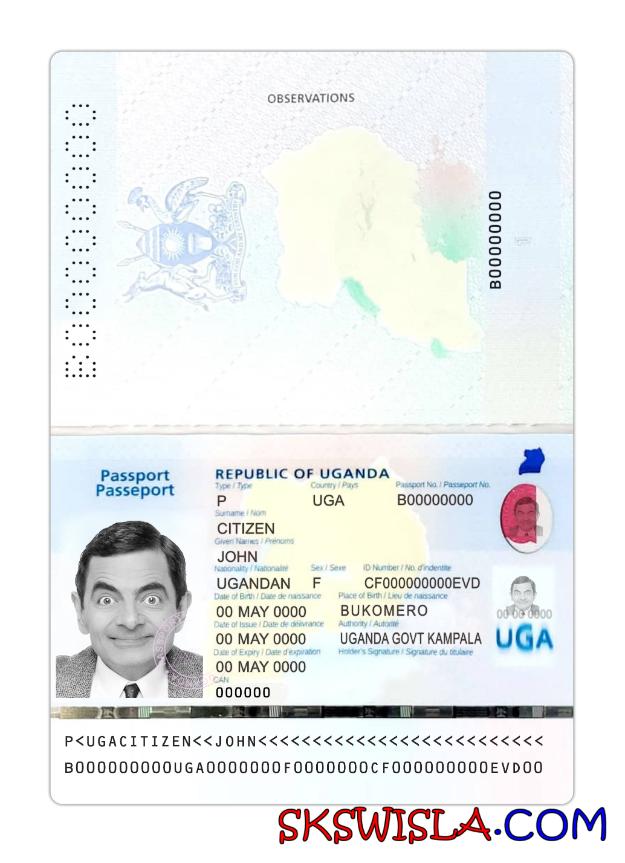 OBSERVATIONS
B00000000
B00000000
Passport
Passeport
REPUBLIC OF UGANDA
Type / Type Country / Pays Passport No. / Passeport No.
P UGA B00000000
Surname / Nom
CITIZEN
Given Names / Prénoms
JOHN
Nationality / Nationalité Sex / Sexe ID Number / No. d'identite
UGANDAN F CF000000000EVD
Date of Birth / Date de naissance Place of Birth / Lieu de naissance
00 MAY 0000 BUKOMERO
Date of Issue / Date de délivrance Authority / Autorité
00 MAY 0000 UGANDA GOVT KAMPALA
Date of Expiry / Date d'expiration Holder's Signature / Signature du titulaire
00 MAY 0000
CAN
000000
00 00 0000
UGA
P<UGACITIZEN<<JOHN<<<<<<<<<<<<<<<<<<<<<<<<<<
B000000000UGA0000000F0000000CF000000000EVD00
SKSWISLA.COM